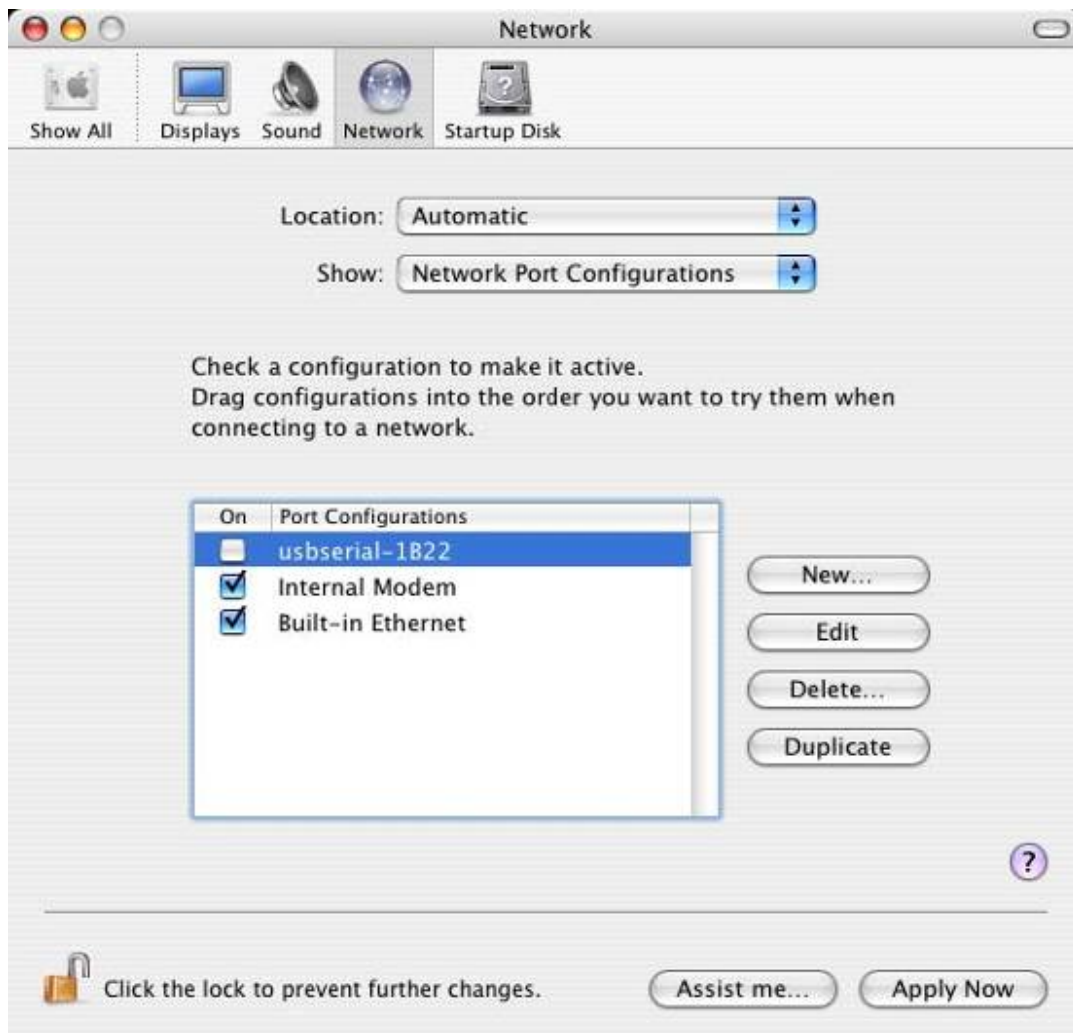 Network
Show All Displays Sound Network Startup Disk
Location: Automatic
Show: Network Port Configurations
Check a configuration to make it active.
Drag configurations into the order you want to try them when
connecting to a network.
On Port Configurations
usbserial-1B22
Internal Modem
New...
Built-in Ethernet
Edit
Delete...
Duplicate
?
Click the lock to prevent further changes. Assist me... Apply Now